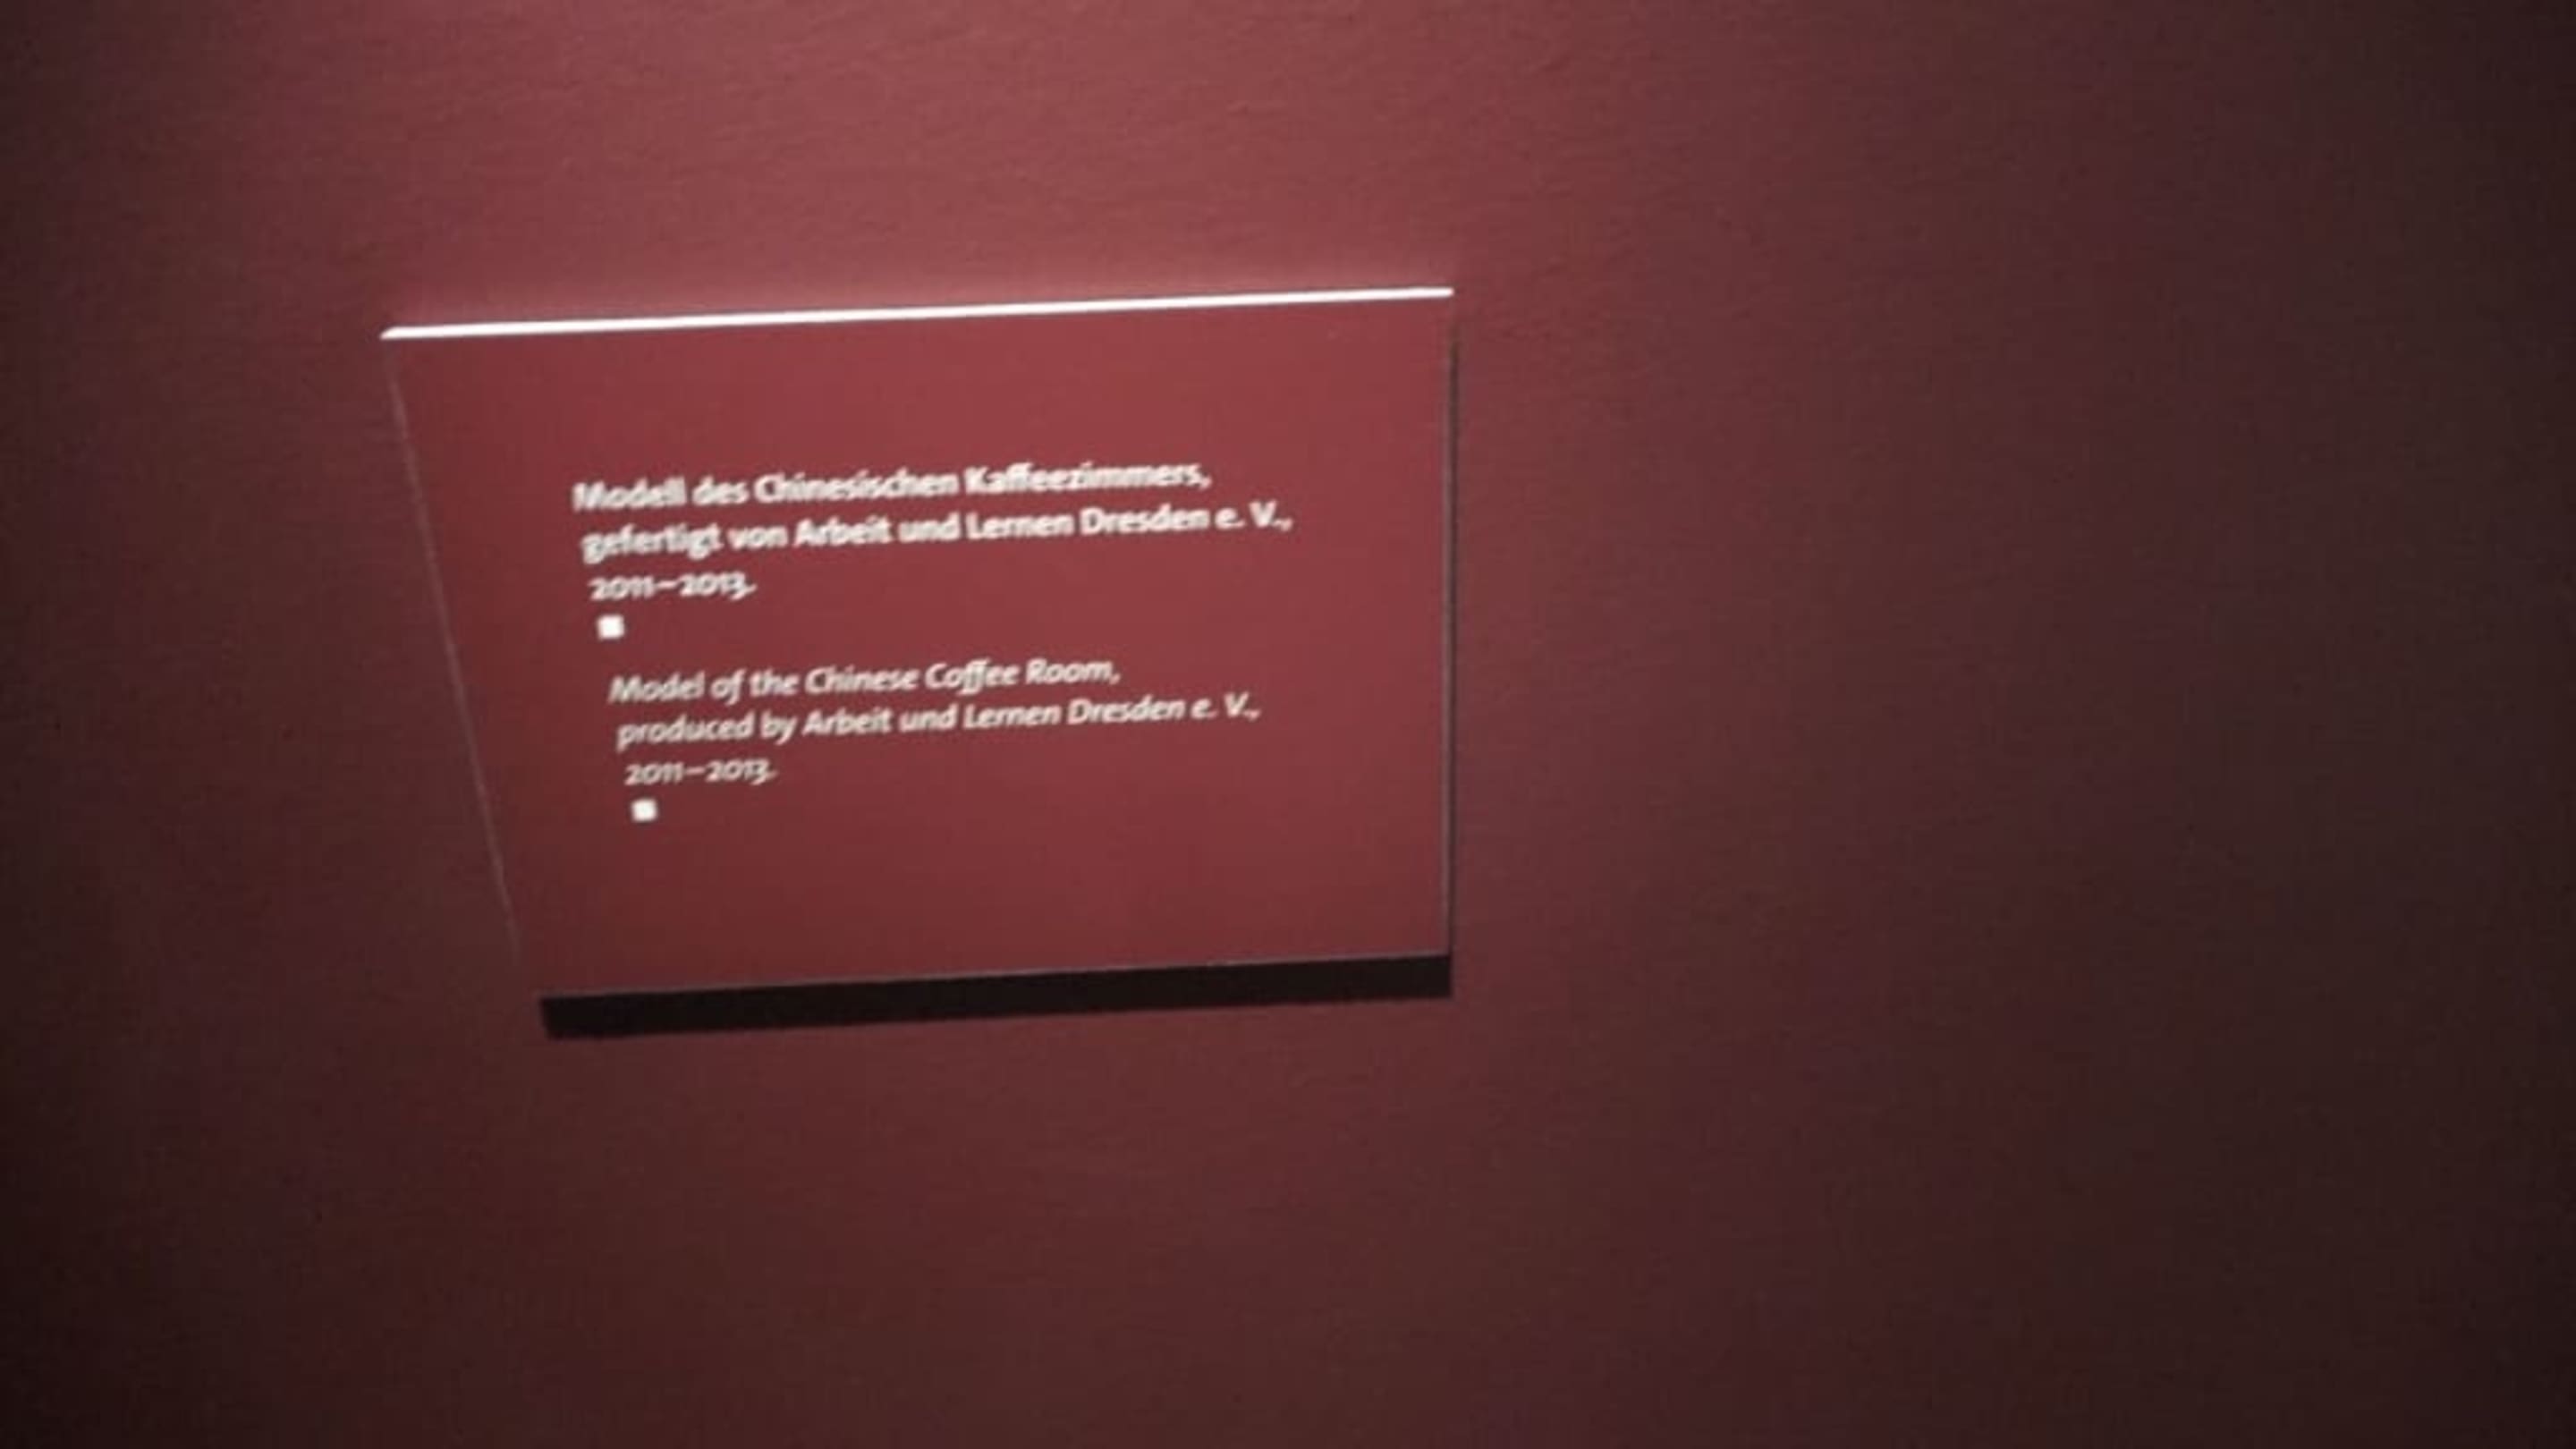 Modell des Chinesischen Kaffeezimmers,
gefertigt von Arbeit und Lernen Dresden e. V.,
2011–2013.
Model of the Chinese Coffee Room,
produced by Arbeit und Lernen Dresden e. V.,
2011–2013.